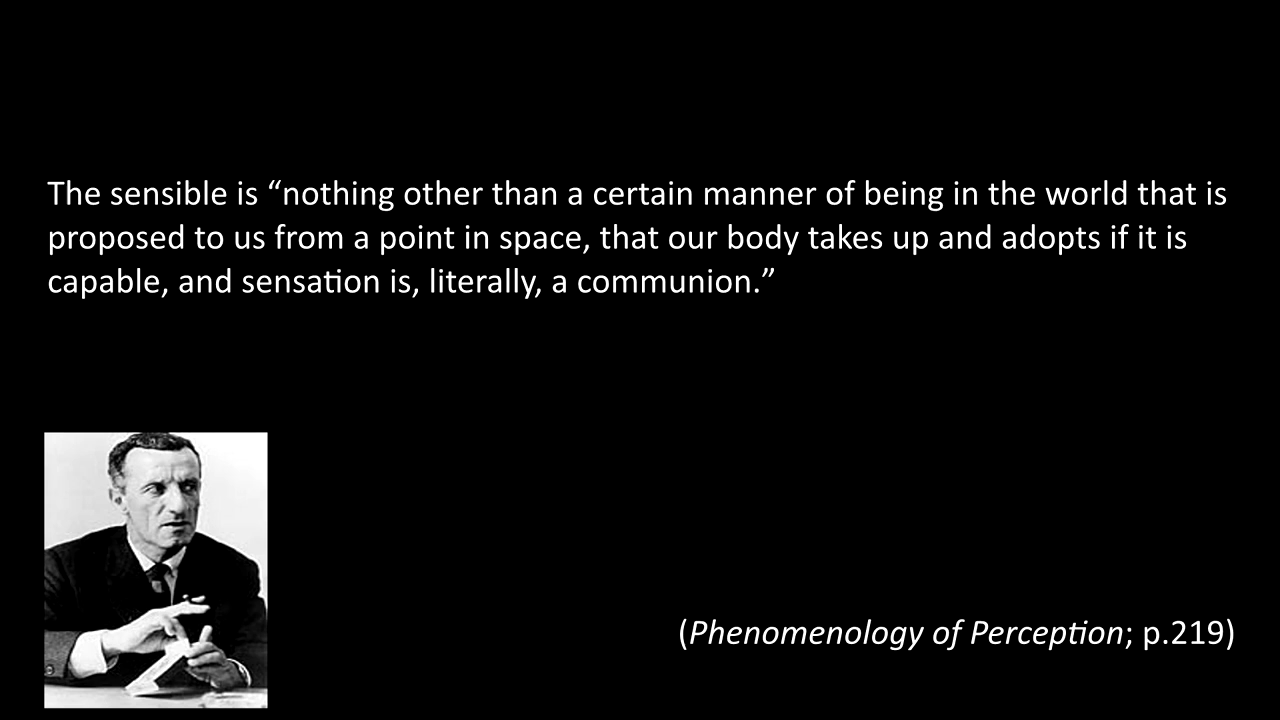 The sensible is “nothing other than a certain manner of being in the world that is
proposed to us from a point in space, that our body takes up and adopts if it is
capable, and sensation is, literally, a communion.”
(Phenomenology of Perception; p.219)